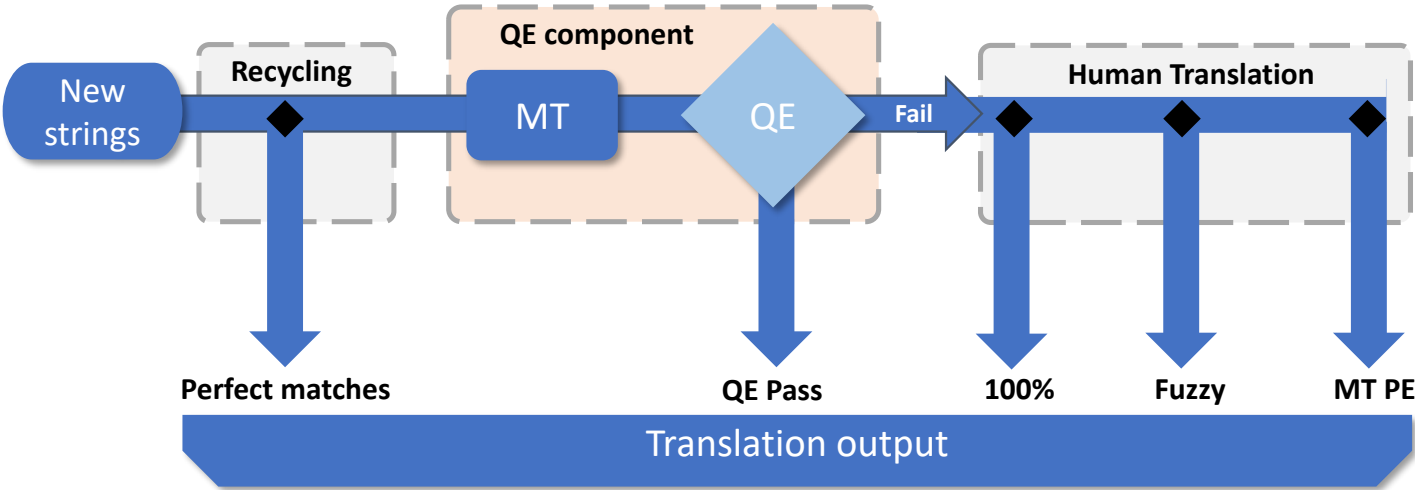 QE component
Recycling
Human Translation
New
strings
MT
QE
Fail
Perfect matches
QE Pass
100%
Fuzzy
MT PE
Translation output